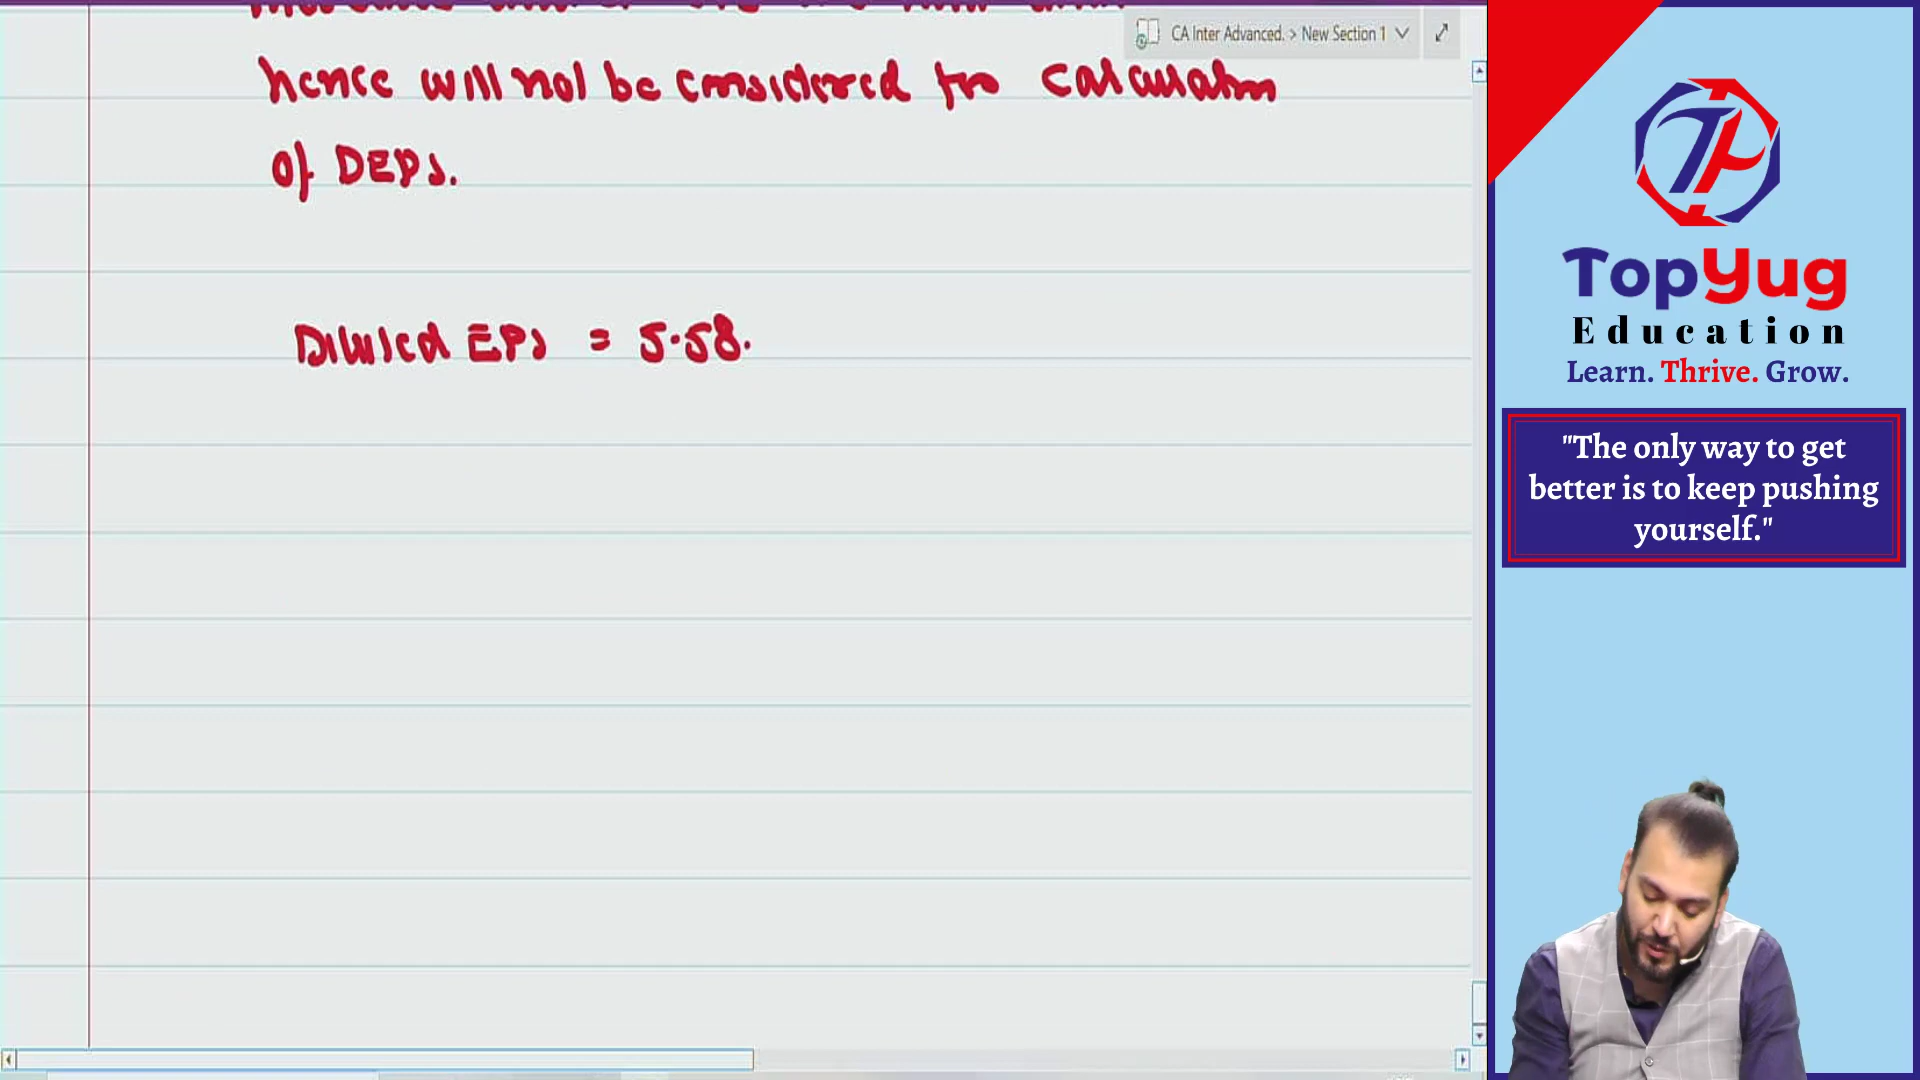 CA Inter Advanced. > New Section 1
hence will not be considered for calculation
of DEPS.
Diluted EPS = 5.58.
TopYug
Education
Learn. Thrive. Grow.
"The only way to get
better is to keep pushing
yourself."